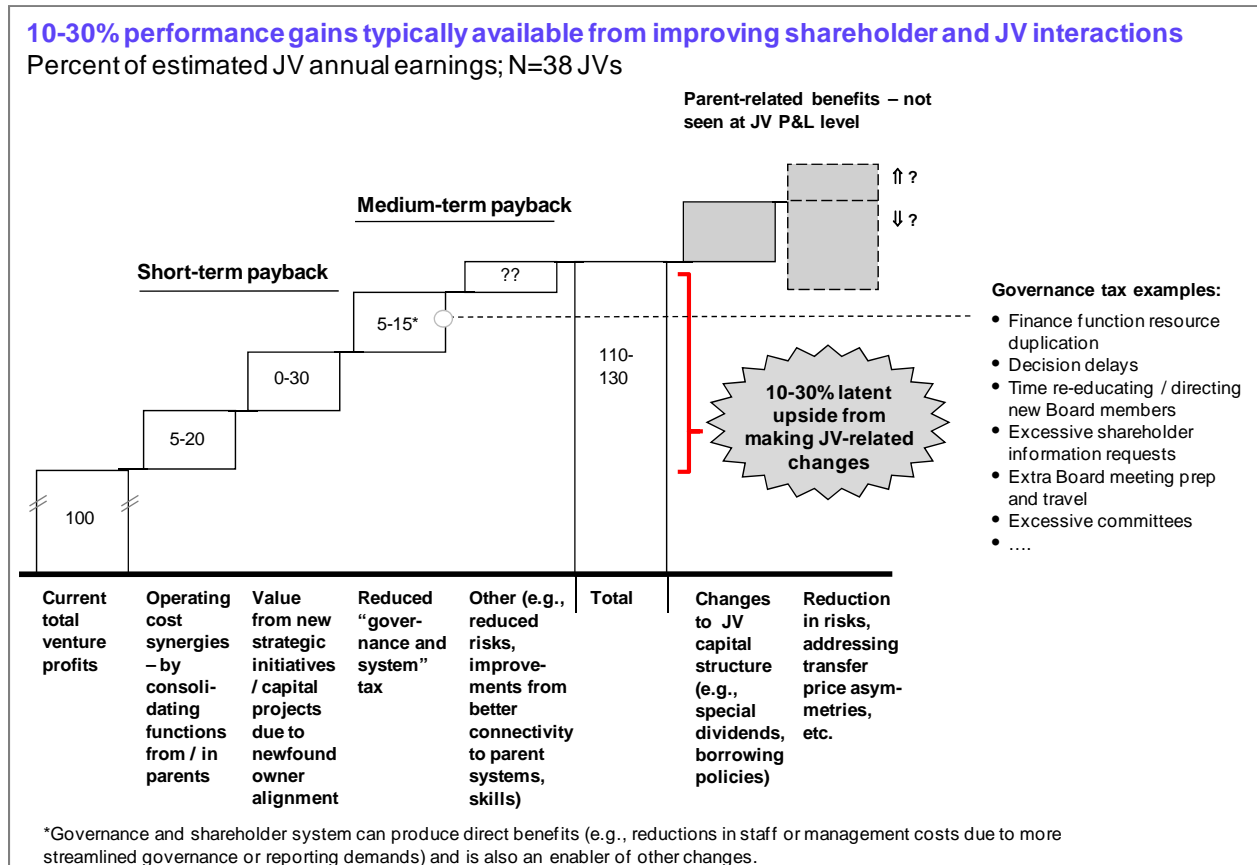 10-30% performance gains typically available from improving shareholder and JV interactions
Percent of estimated JV annual earnings; N=38 JVs
Parent-related benefits – not
seen at JV P&L level
⇑ ?
⇓ ?
Medium-term payback
Short-term payback
??
5-15*
0-30
5-20
100
110-
130
10-30% latent
upside from
making JV-related
changes
Governance tax examples:
• Finance function resource
duplication
• Decision delays
• Time re-educating / directing
new Board members
• Excessive shareholder
information requests
• Extra Board meeting prep
and travel
• Excessive committees
• ….
Current
total
venture
profits
Operating
cost
synergies
– by
consoli-
dating
functions
from / in
parents
Value
from new
strategic
initiatives
/ capital
projects
due to
newfound
owner
alignment
Reduced
“gover-
nance and
system”
tax
Other (e.g.,
reduced
risks,
improve-
ments from
better
connectivity
to parent
systems,
skills)
Total
Changes
to JV
capital
structure
(e.g.,
special
dividends,
borrowing
policies)
Reduction
in risks,
addressing
transfer
price asym-
metries,
etc.
*Governance and shareholder system can produce direct benefits (e.g., reductions in staff or management costs due to more
streamlined governance or reporting demands) and is also an enabler of other changes.